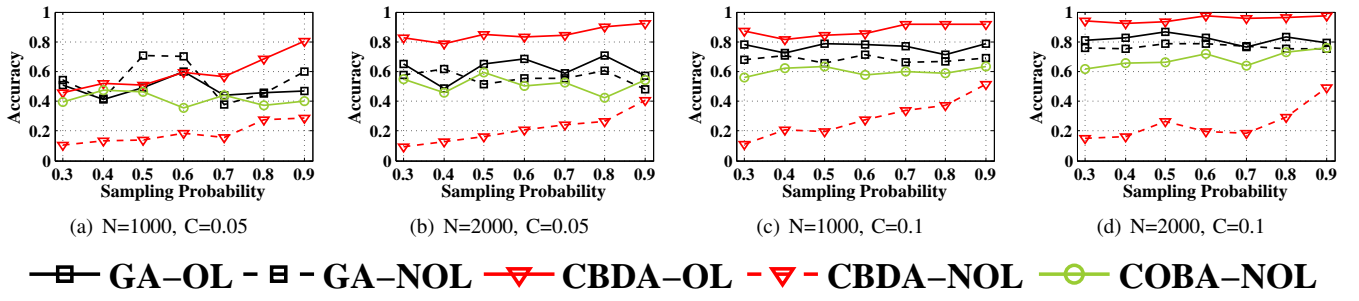 Accuracy
1
0.8
0.6
0.4
0.2
0
0.3 0.4 0.5 0.6 0.7 0.8 0.9
Sampling Probability
(a) N=1000, C=0.05
Accuracy
1
0.8
0.6
0.4
0.2
0
0.3 0.4 0.5 0.6 0.7 0.8 0.9
Sampling Probability
(b) N=2000, C=0.05
Accuracy
1
0.8
0.6
0.4
0.2
0
0.3 0.4 0.5 0.6 0.7 0.8 0.9
Sampling Probability
(c) N=1000, C=0.1
Accuracy
1
0.8
0.6
0.4
0.2
0
0.3 0.4 0.5 0.6 0.7 0.8 0.9
Sampling Probability
(d) N=2000, C=0.1
GA−OL GA−NOL CBDA−OL CBDA−NOL COBA−NOL